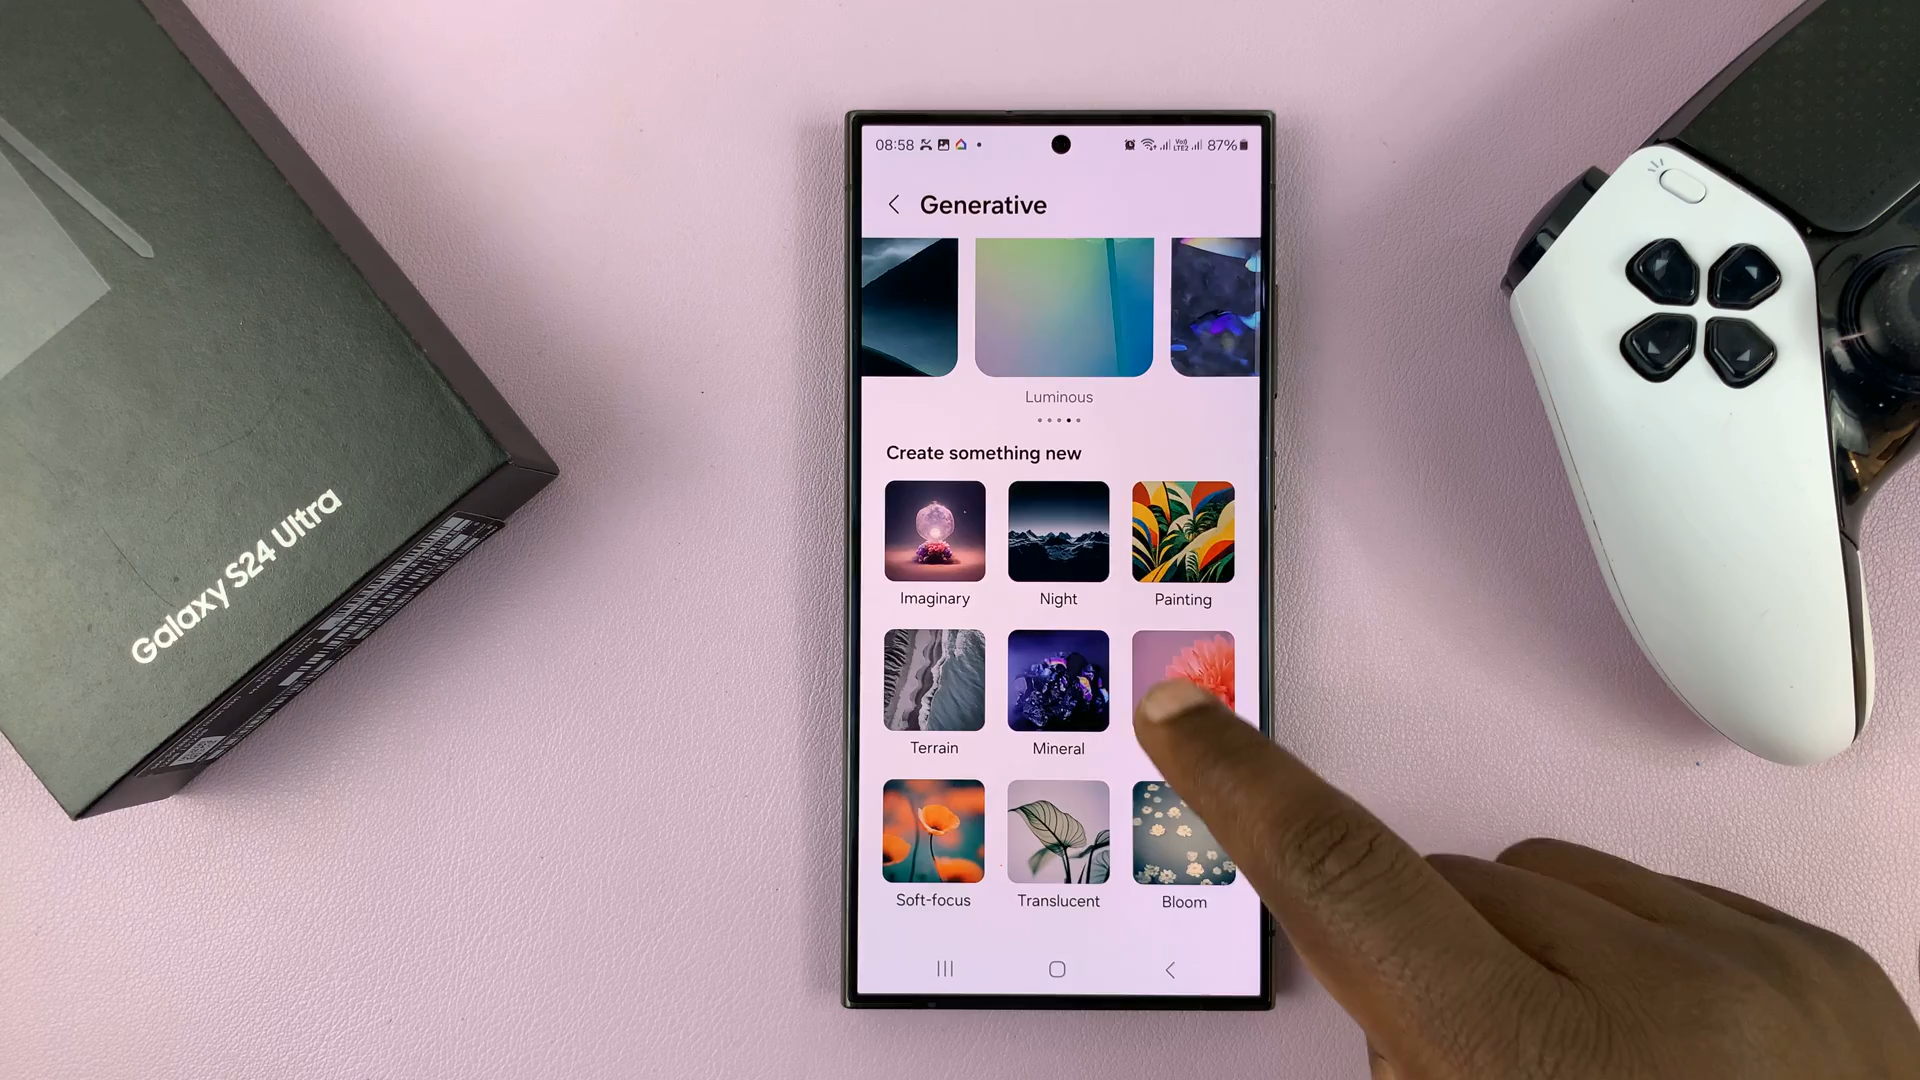 Galaxy S24 Ultra
08:58
87%
Generative
Luminous
Create something new
Imaginary
Night
Painting
Terrain
Mineral
Soft-focus
Translucent
Bloom